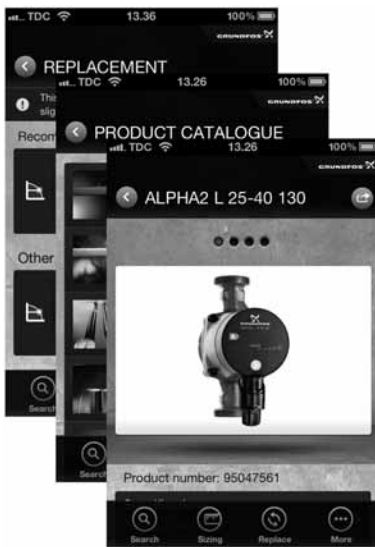 TDC 13.36 100%
GRUNDFOS
REPLACEMENT
This
slig
Recom
Other
Search
TDC 13.26 100%
GRUNDFOS
PRODUCT CATALOGUE
Search
TDC 13.26 100%
GRUNDFOS
ALPHA2 L 25-40 130
GRUNDFOS
Product number: 95047561
Search Sizing Replace More